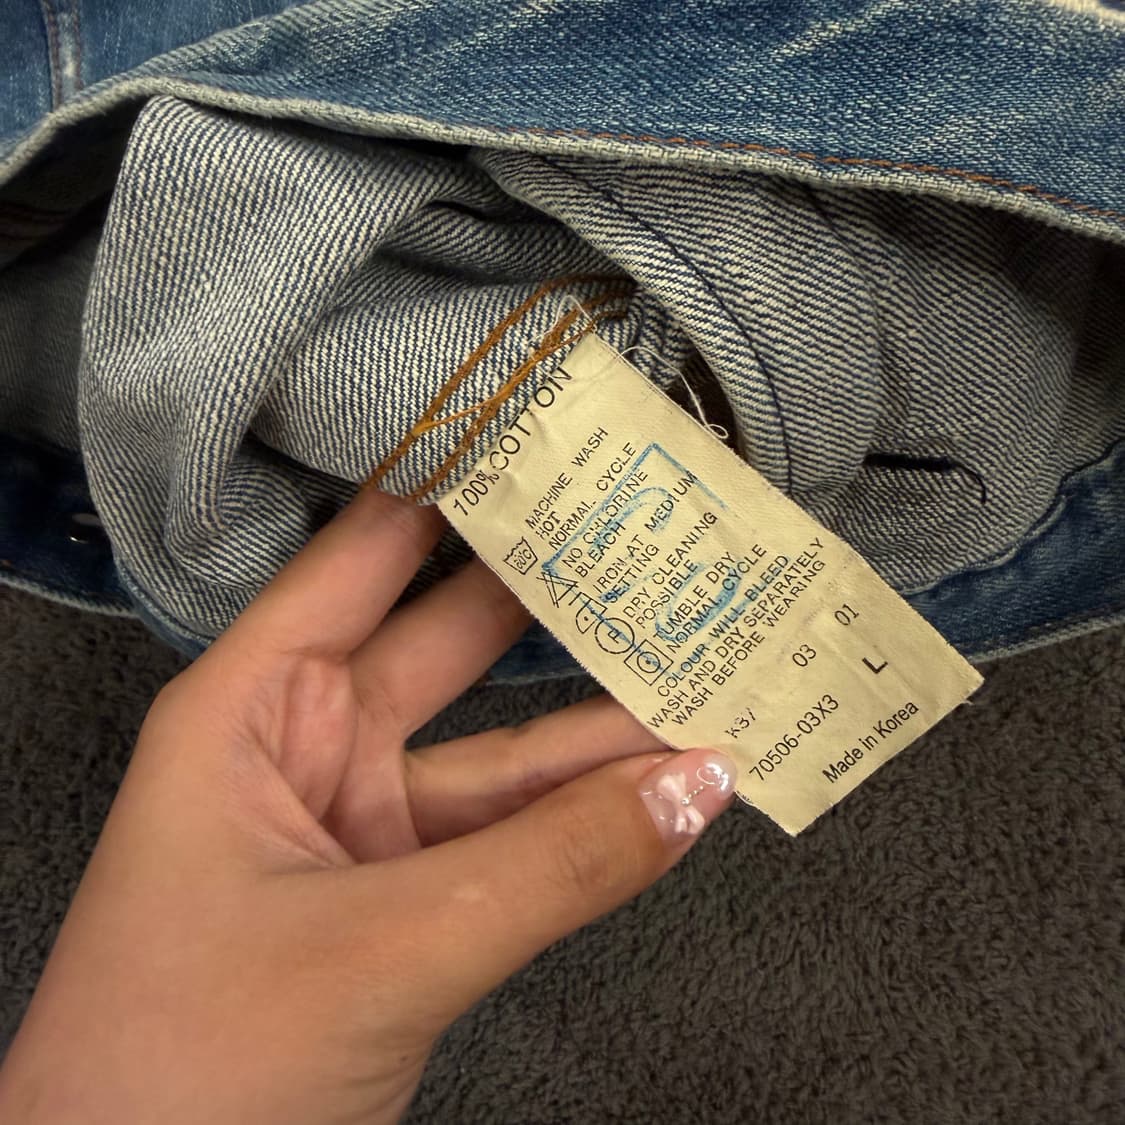 100% COTTON
MACHINE WASH
HOT
NORMAL CYCLE
NO CHLORINE
BLEACH
IRON AT MEDIUM
SETTING
DRY CLEANING
POSSIBLE
TUMBLE DRY
NORMAL CYCLE
COLOUR WILL BLEED
WASH AND DRY SEPARATELY
WASH BEFORE WEARING
03 01
L
70506-03X3
Made in Korea